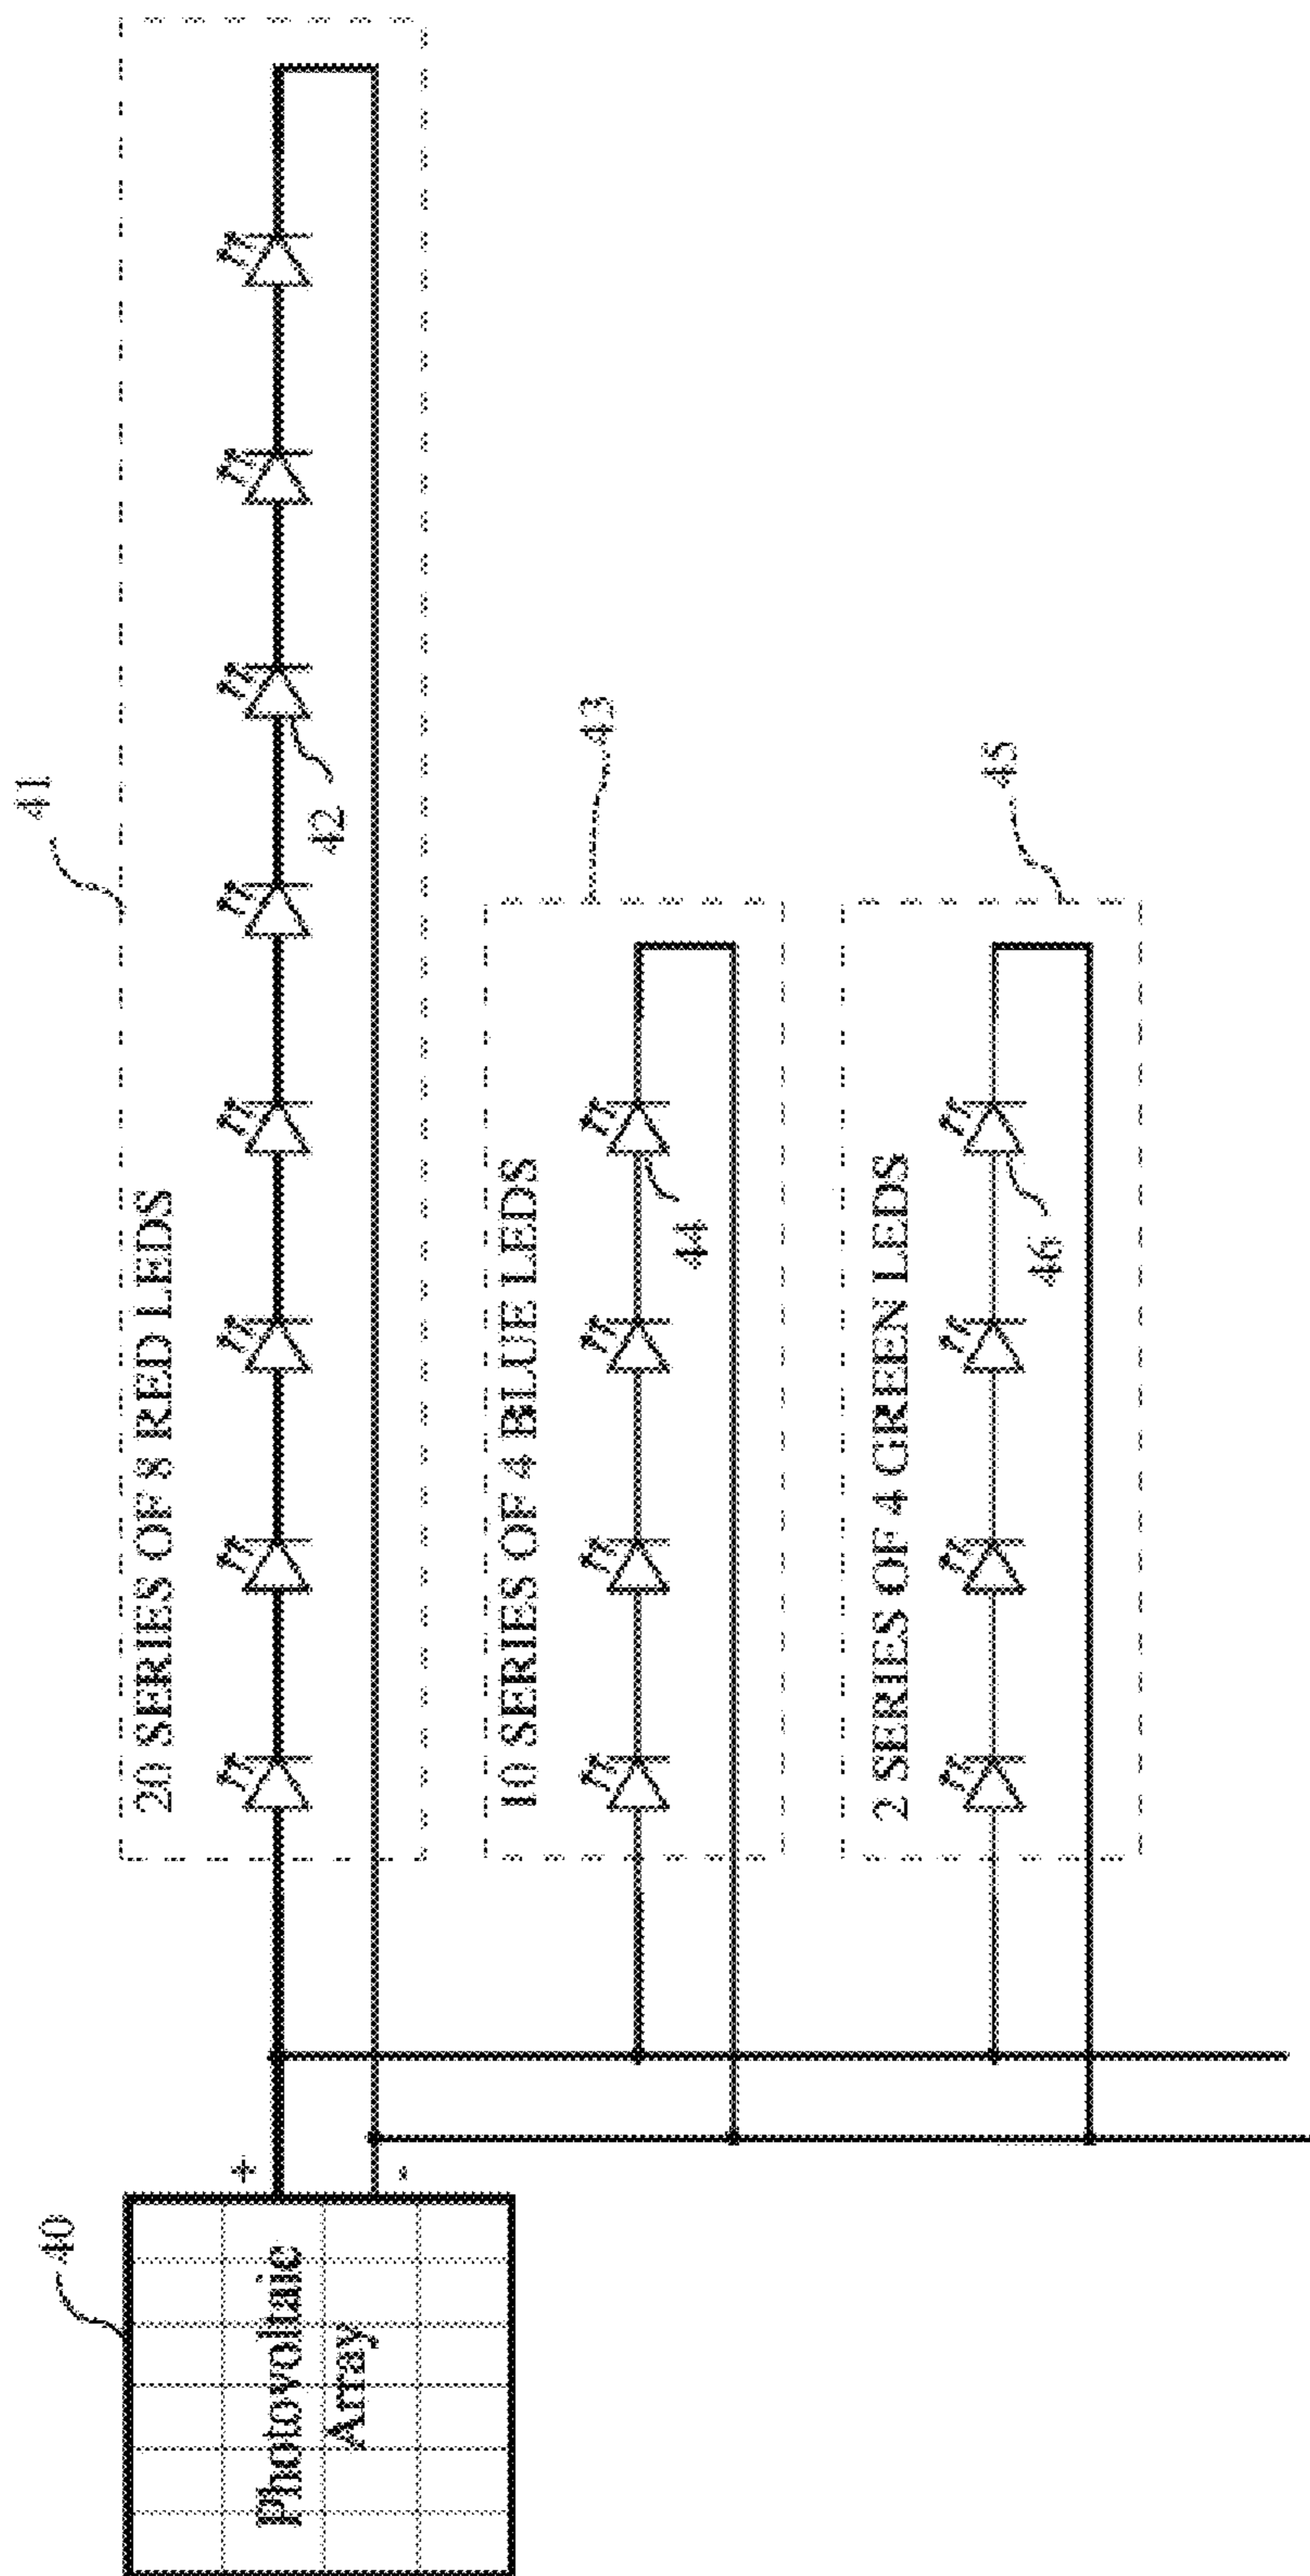 40
Photovoltaic
Array
+
-
41
20 SERIES OF 8 RED LEDS
42
43
10 SERIES OF 4 BLUE LEDS
44
45
2 SERIES OF 4 GREEN LEDS
46